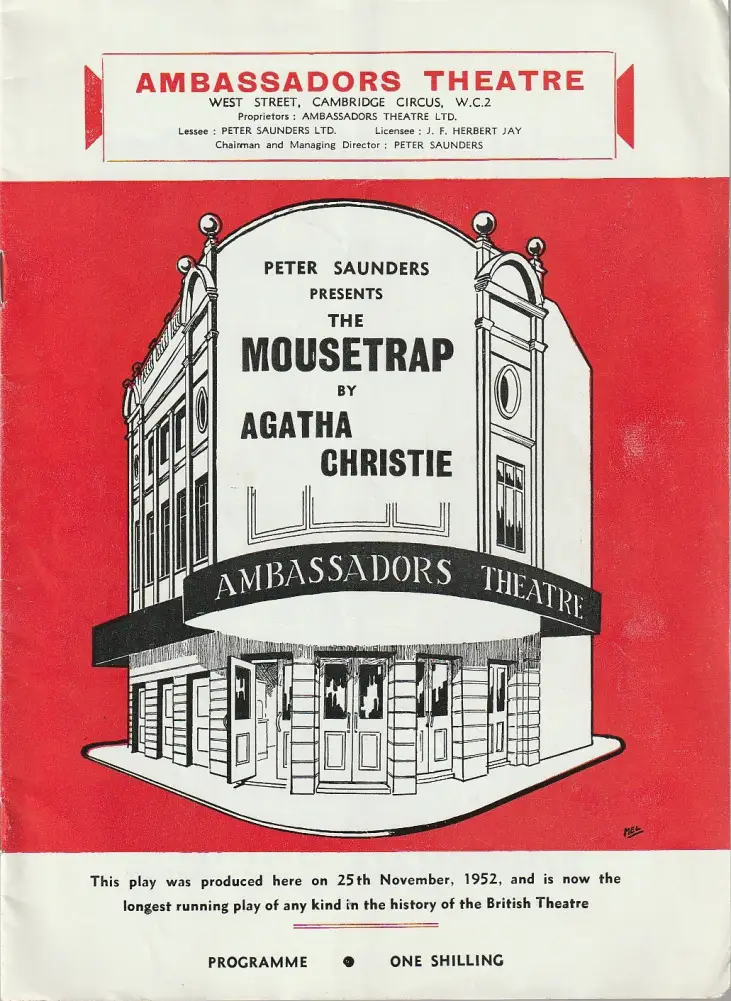 AMBASSADORS THEATRE
WEST STREET, CAMBRIDGE CIRCUS, W.C.2
Proprietors : AMBASSADORS THEATRE LTD.
Lessee : PETER SAUNDERS LTD. Licensee : J. F. HERBERT JAY
Chairman and Managing Director : PETER SAUNDERS
PETER SAUNDERS
PRESENTS
THE
MOUSETRAP
BY
AGATHA
CHRISTIE
AMBASSADORS THEATRE
MEL
This play was produced here on 25th November, 1952, and is now the
longest running play of any kind in the history of the British Theatre
PROGRAMME ● ONE SHILLING